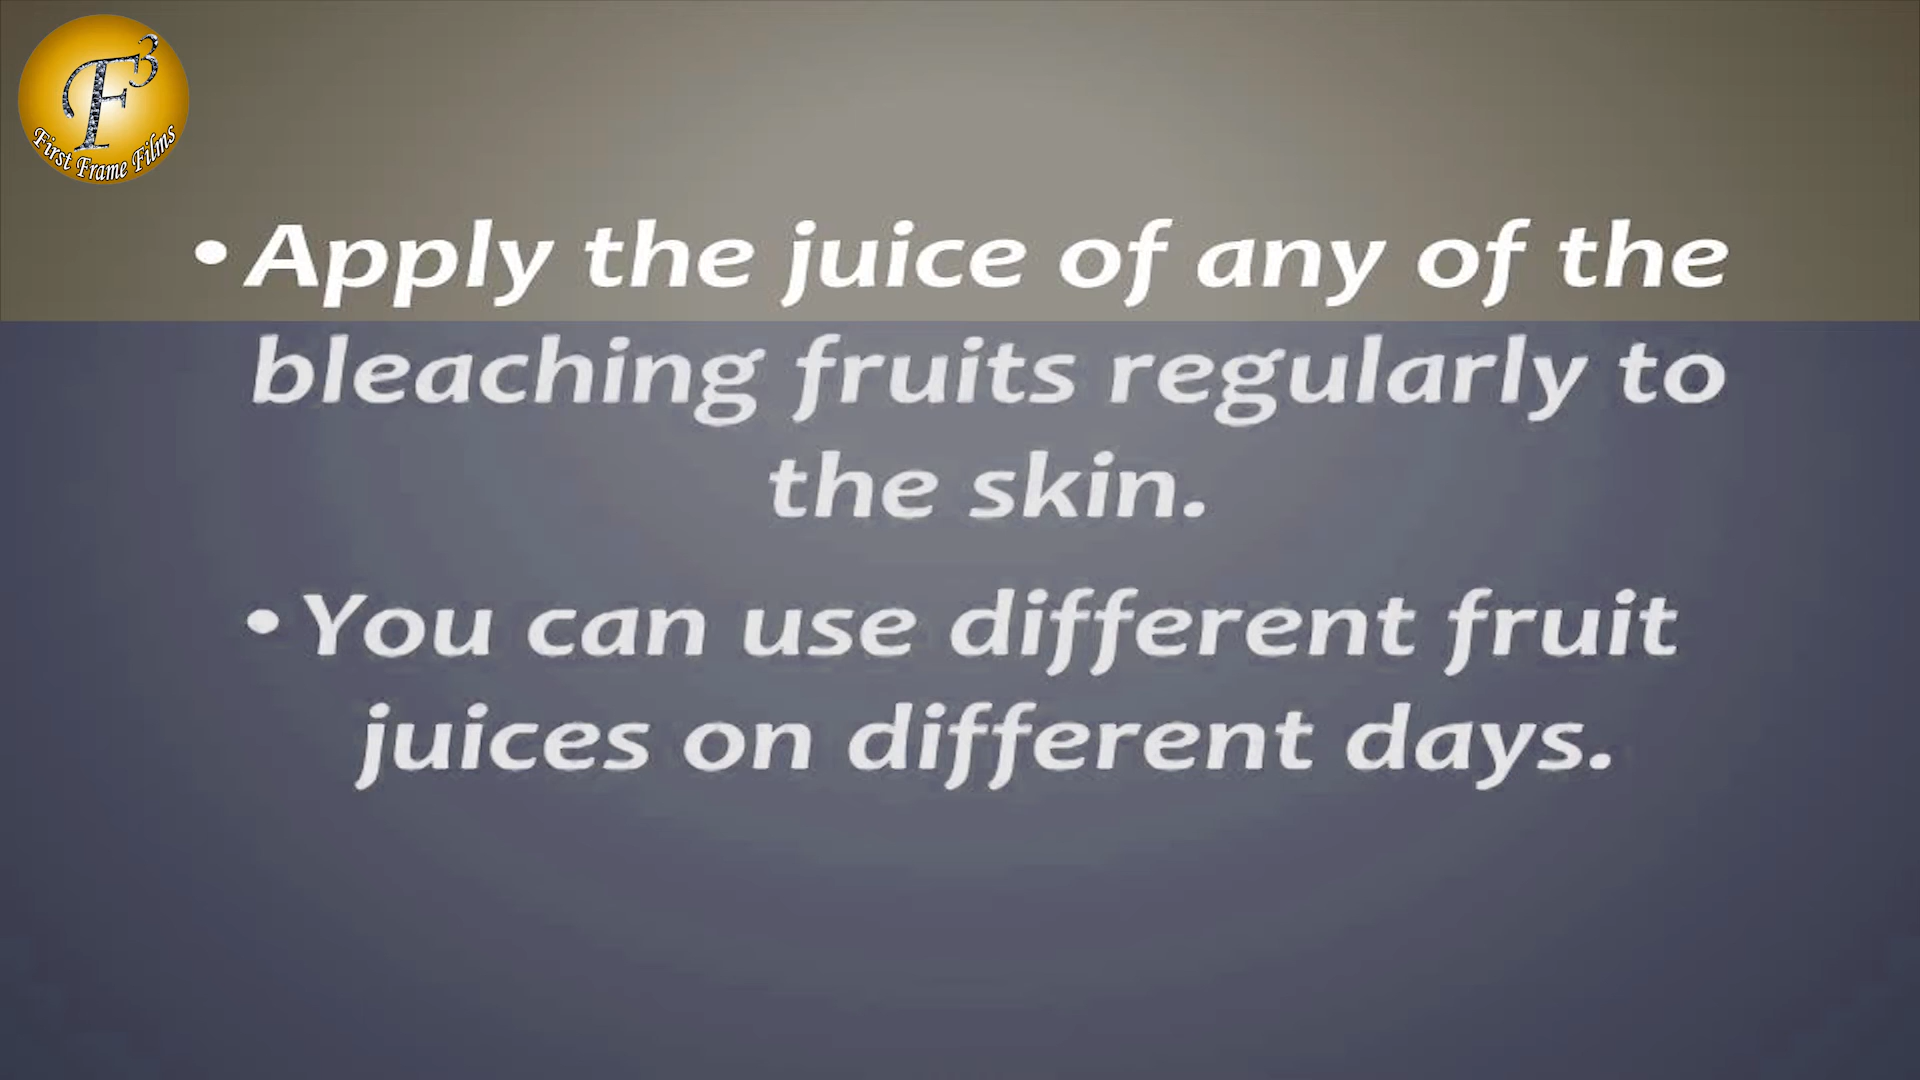 F3
First Frame Films
• Apply the juice of any of the
bleaching fruits regularly to
the skin.
• You can use different fruit
juices on different days.